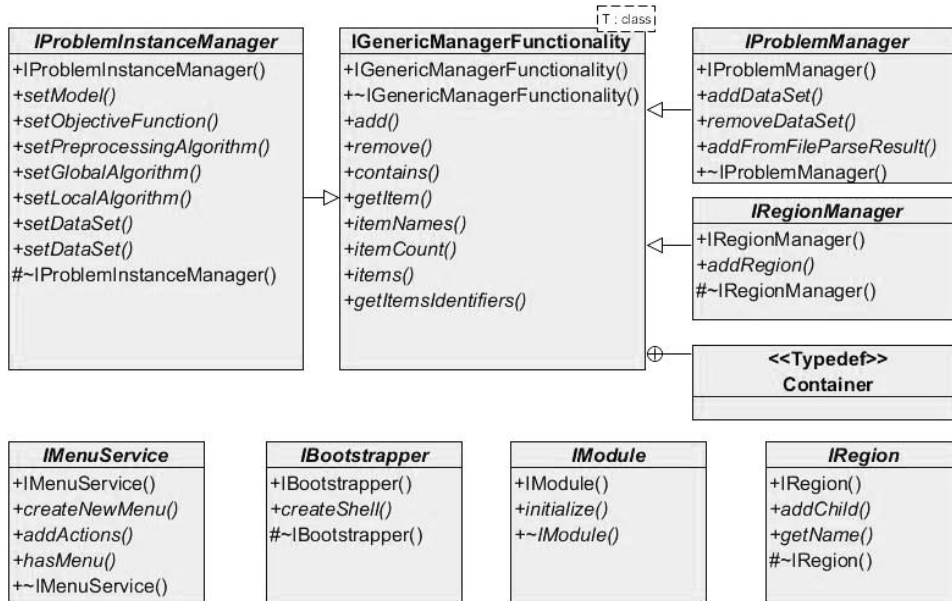 IProblemInstanceManager
+IProblemInstanceManager()
+setModel()
+setObjectiveFunction()
+setPreprocessingAlgorithm()
+setGlobalAlgorithm()
+setLocalAlgorithm()
+setDataSet()
+setDataSet()
#~IProblemInstanceManager()
T : class
IGenericManagerFunctionality
+IGenericManagerFunctionality()
+~IGenericManagerFunctionality()
+add()
+remove()
+contains()
+getItem()
+itemNames()
+itemCount()
+items()
+getItemsIdentifiers()
IProblemManager
+IProblemManager()
+addDataSet()
+removeDataSet()
+addFromFileParseResult()
+~IProblemManager()
IRegionManager
+IRegionManager()
+addRegion()
#~IRegionManager()
<<Typedef>>
Container
IMenuService
+IMenuService()
+createNewMenu()
+addActions()
+hasMenu()
+~IMenuService()
IBootstrapper
+IBootstrapper()
+createShell()
#~IBootstrapper()
IModule
+IModule()
+initialize()
+~IModule()
IRegion
+IRegion()
+addChild()
+getName()
#~IRegion()